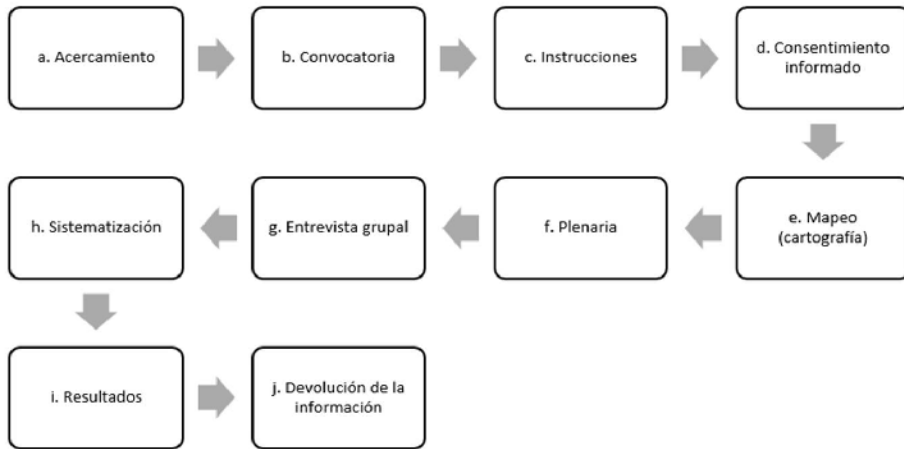 a. Acercamiento
b. Convocatoria
c. Instrucciones
d. Consentimiento
informado
e. Mapeo
(cartografía)
f. Plenaria
g. Entrevista grupal
h. Sistematización
i. Resultados
j. Devolución de la
información